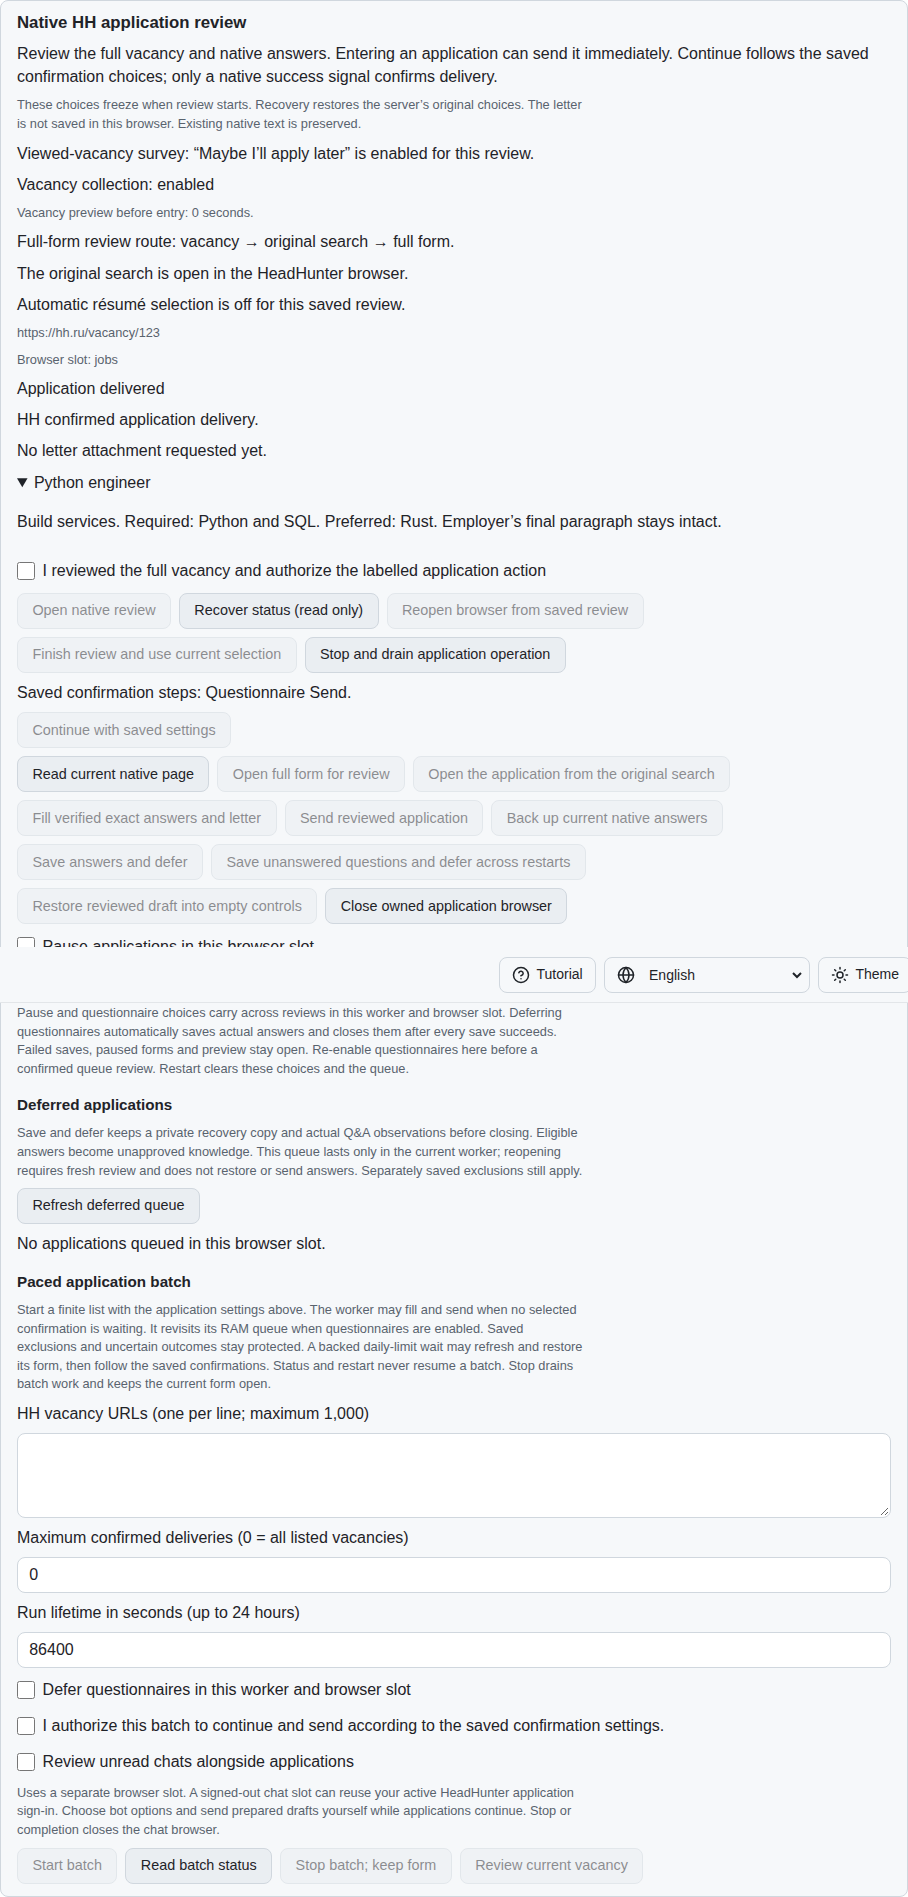 Native HH application review
Review the full vacancy and native answers. Entering an application can send it immediately. Continue follows the saved
confirmation choices; only a native success signal confirms delivery.
These choices freeze when review starts. Recovery restores the server’s original choices. The letter
is not saved in this browser. Existing native text is preserved.
Viewed-vacancy survey: “Maybe I’ll apply later” is enabled for this review.
Vacancy collection: enabled
Vacancy preview before entry: 0 seconds.
Full-form review route: vacancy → original search → full form.
The original search is open in the HeadHunter browser.
Automatic résumé selection is off for this saved review.
https://hh.ru/vacancy/123
Browser slot: jobs
Application delivered
HH confirmed application delivery.
No letter attachment requested yet.
Python engineer
Build services. Required: Python and SQL. Preferred: Rust. Employer’s final paragraph stays intact.
I reviewed the full vacancy and authorize the labelled application action
Open native review Recover status (read only) Reopen browser from saved review
Finish review and use current selection Stop and drain application operation
Saved confirmation steps: Questionnaire Send.
Continue with saved settings
Read current native page Open full form for review Open the application from the original search
Fill verified exact answers and letter Send reviewed application Back up current native answers
Save answers and defer Save unanswered questions and defer across restarts
Restore reviewed draft into empty controls Close owned application browser
Pause applications in this browser slot
Tutorial English Theme
Pause and questionnaire choices carry across reviews in this worker and browser slot. Deferring
questionnaires automatically saves actual answers and closes them after every save succeeds.
Failed saves, paused forms and preview stay open. Re-enable questionnaires here before a
confirmed queue review. Restart clears these choices and the queue.
Deferred applications
Save and defer keeps a private recovery copy and actual Q&A observations before closing. Eligible
answers become unapproved knowledge. This queue lasts only in the current worker; reopening
requires fresh review and does not restore or send answers. Separately saved exclusions still apply.
Refresh deferred queue
No applications queued in this browser slot.
Paced application batch
Start a finite list with the application settings above. The worker may fill and send when no selected
confirmation is waiting. It revisits its RAM queue when questionnaires are enabled. Saved
exclusions and uncertain outcomes stay protected. A backed daily-limit wait may refresh and restore
its form, then follow the saved confirmations. Status and restart never resume a batch. Stop drains
batch work and keeps the current form open.
HH vacancy URLs (one per line; maximum 1,000)
Maximum confirmed deliveries (0 = all listed vacancies)
0
Run lifetime in seconds (up to 24 hours)
86400
Defer questionnaires in this worker and browser slot
I authorize this batch to continue and send according to the saved confirmation settings.
Review unread chats alongside applications
Uses a separate browser slot. A signed-out chat slot can reuse your active HeadHunter application
sign-in. Choose bot options and send prepared drafts yourself while applications continue. Stop or
completion closes the chat browser.
Start batch Read batch status Stop batch; keep form Review current vacancy